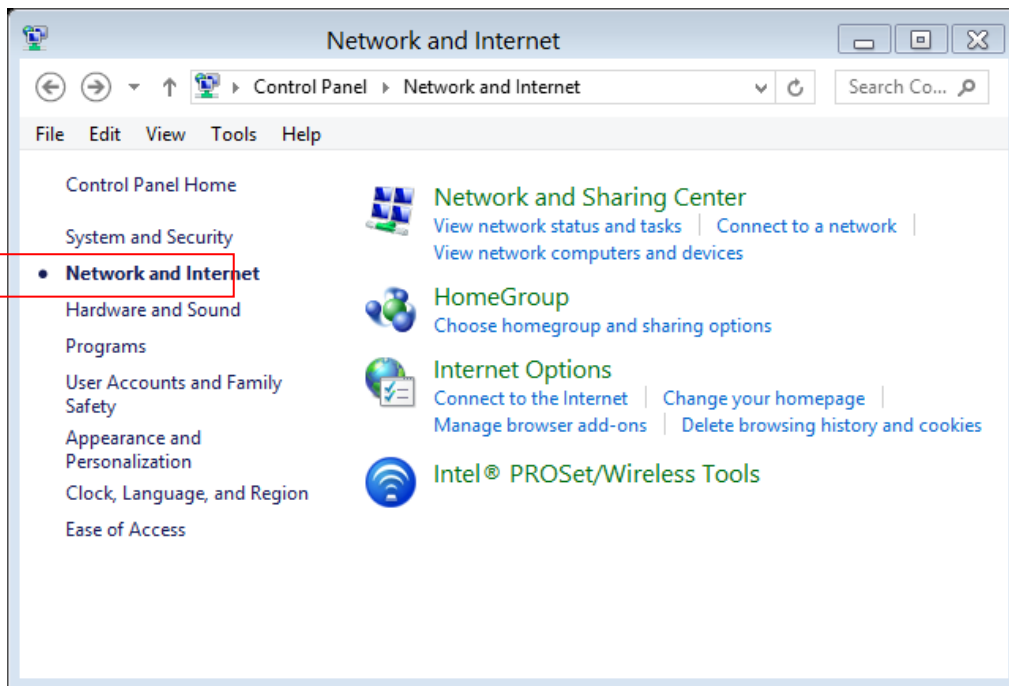 Network and Internet
Control Panel Network and Internet Search Co...
File Edit View Tools Help
Control Panel Home
System and Security
Network and Internet
Hardware and Sound
Programs
User Accounts and Family
Safety
Appearance and
Personalization
Clock, Language, and Region
Ease of Access
Network and Sharing Center
View network status and tasks Connect to a network
View network computers and devices
HomeGroup
Choose homegroup and sharing options
Internet Options
Connect to the Internet Change your homepage
Manage browser add-ons Delete browsing history and cookies
Intel® PROSet/Wireless Tools